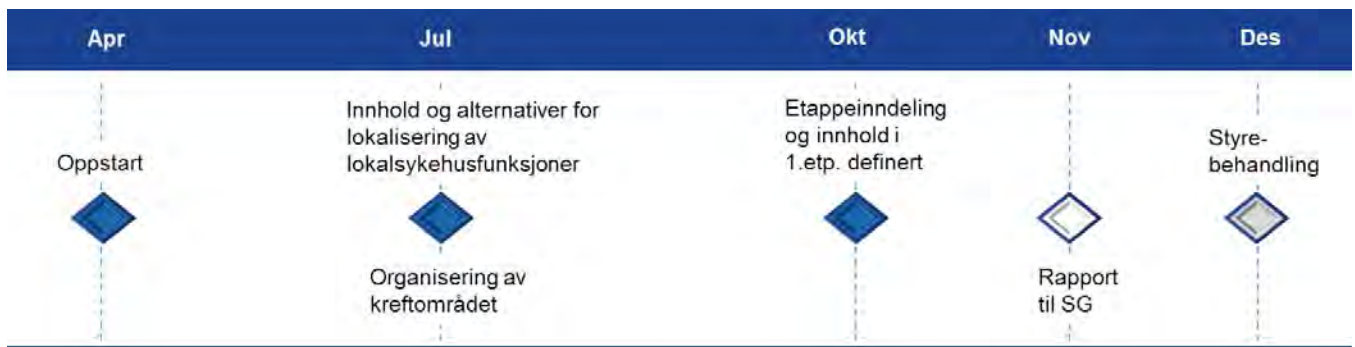 Apr
Jul
Okt
Nov
Des
Oppstart
Innhold og alternativer for
lokalisering av
lokalsykehusfunksjoner
Organisering av
kreftområdet
Etappeinndeling
og innhold i
1.etp. definert
Rapport
til SG
Styre-
behandling